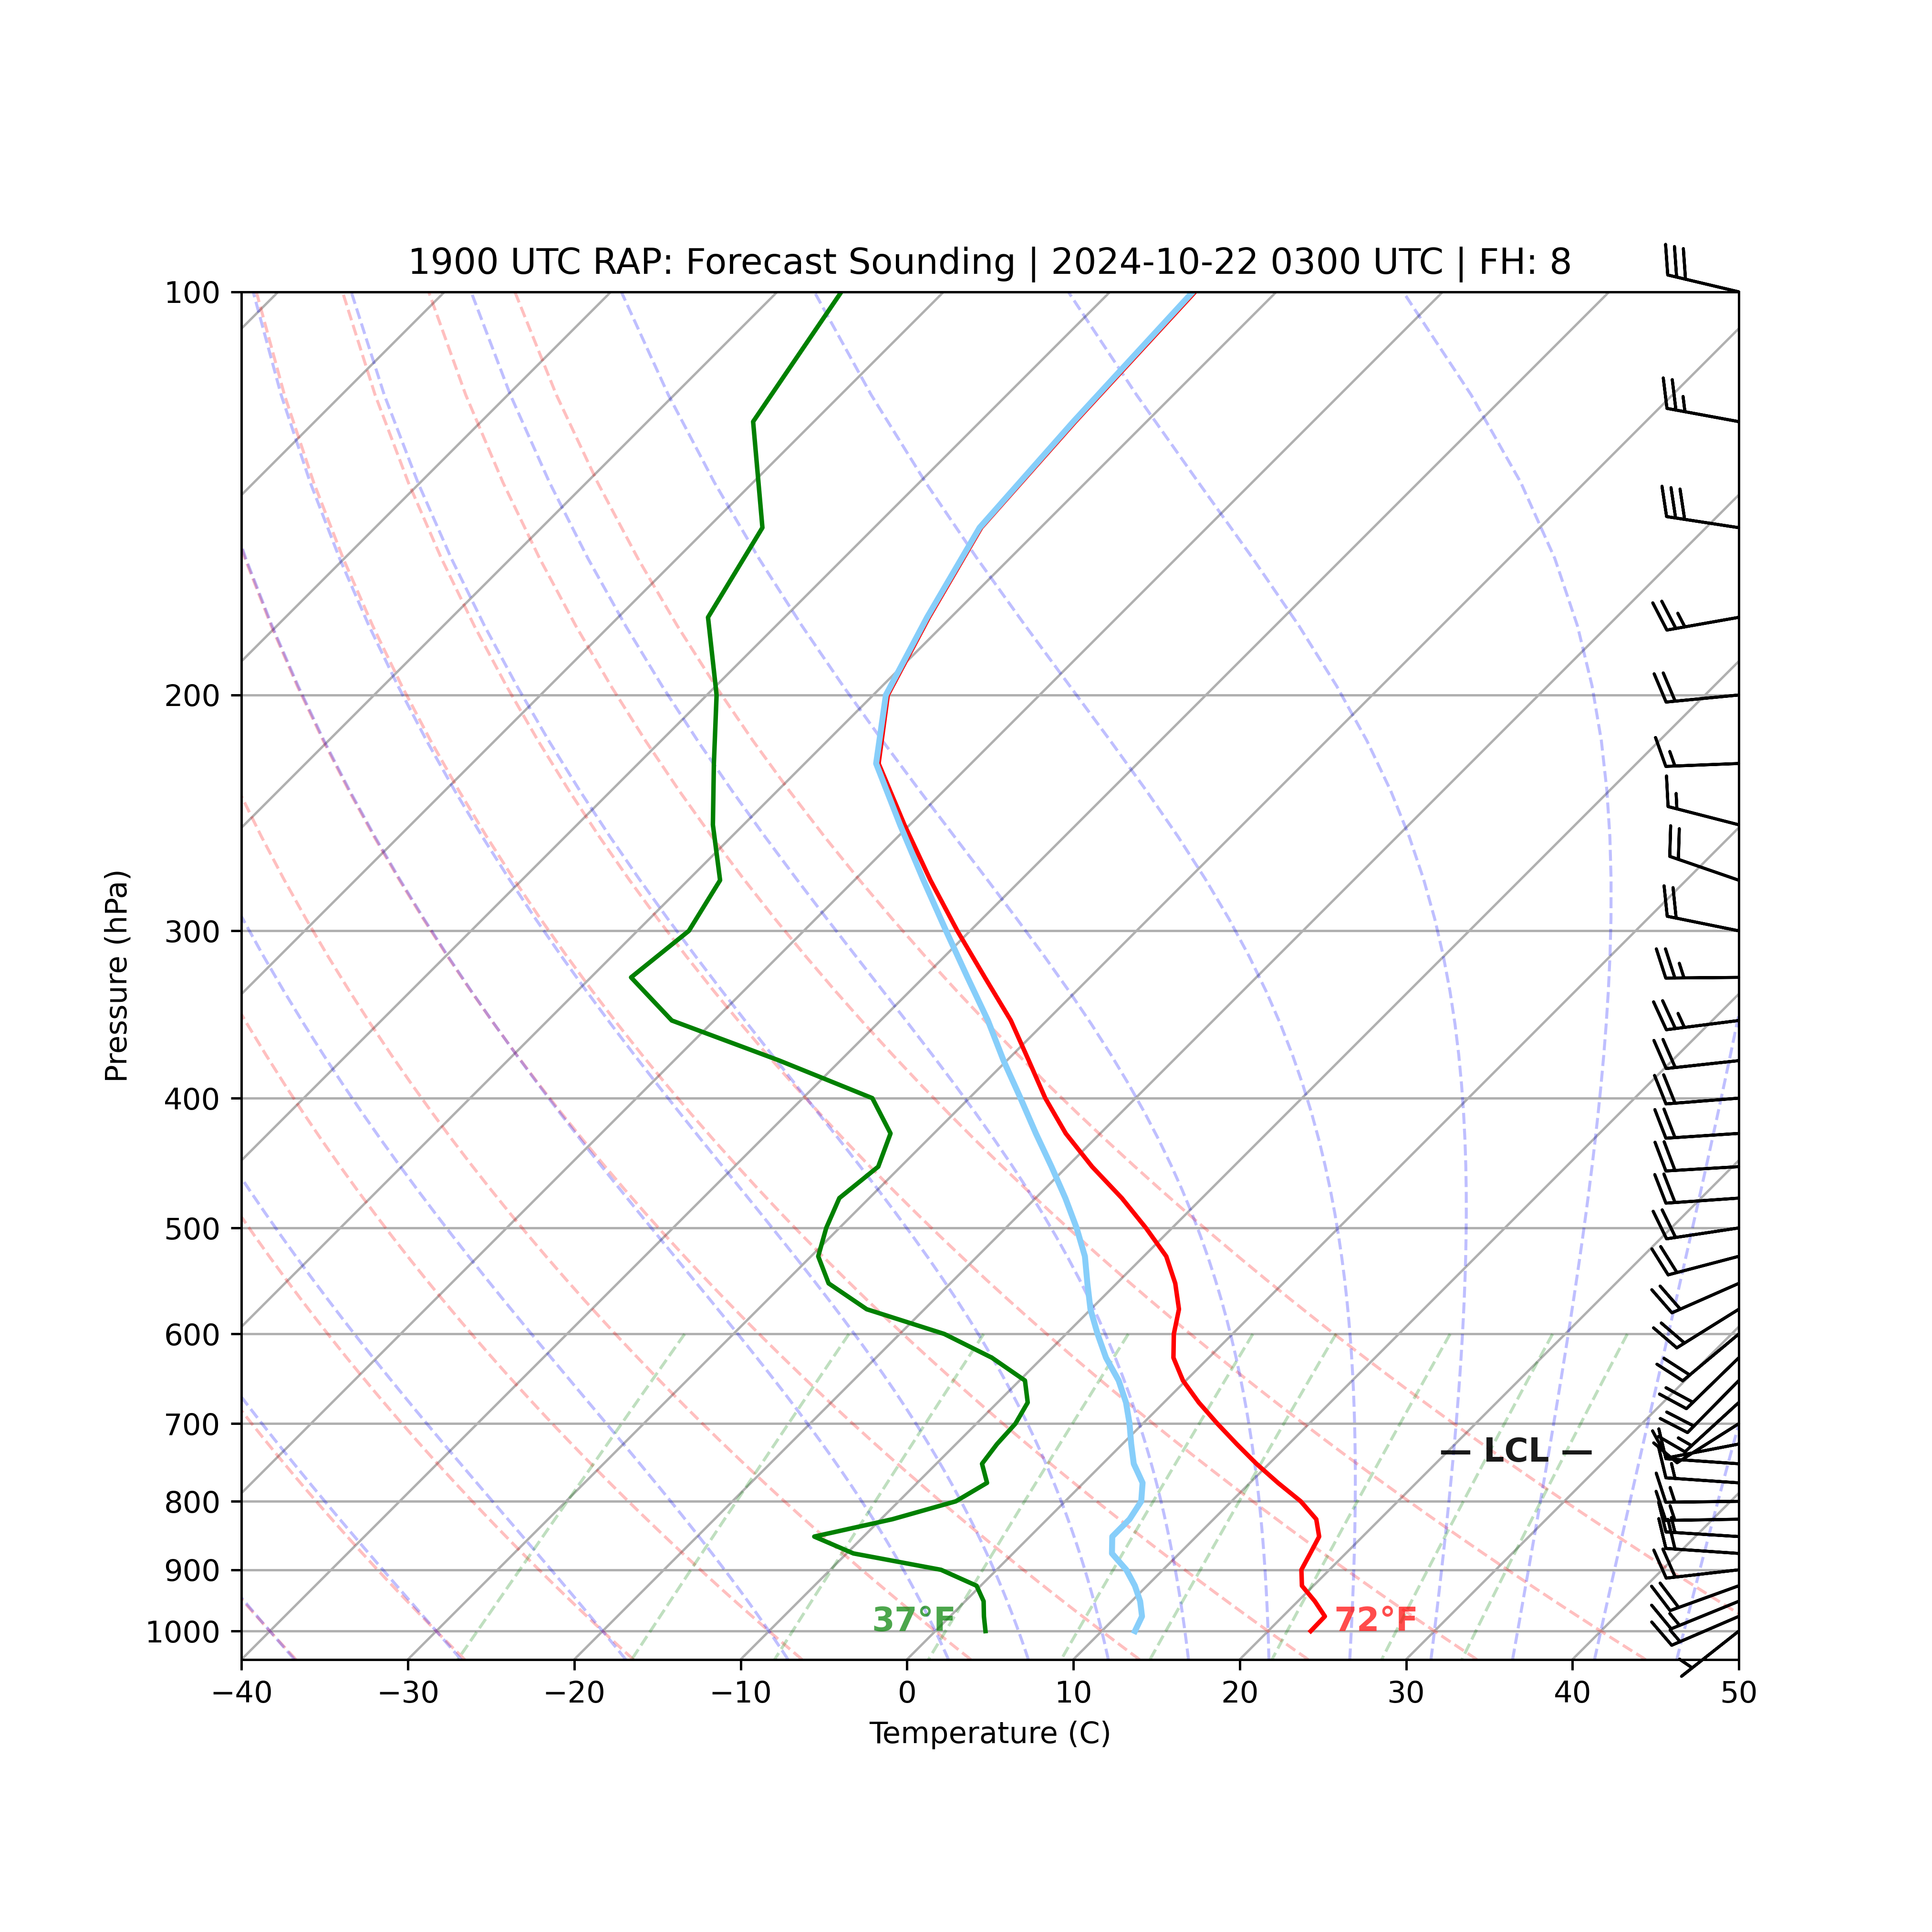 1900 UTC RAP: Forecast Sounding | 2024-10-22 0300 UTC | FH: 8
100
200
300
400
500
600
700
800
900
1000
Pressure (hPa)
— LCL —
37°F
72°F
−40 −30 −20 −10 0 10 20 30 40 50
Temperature (C)